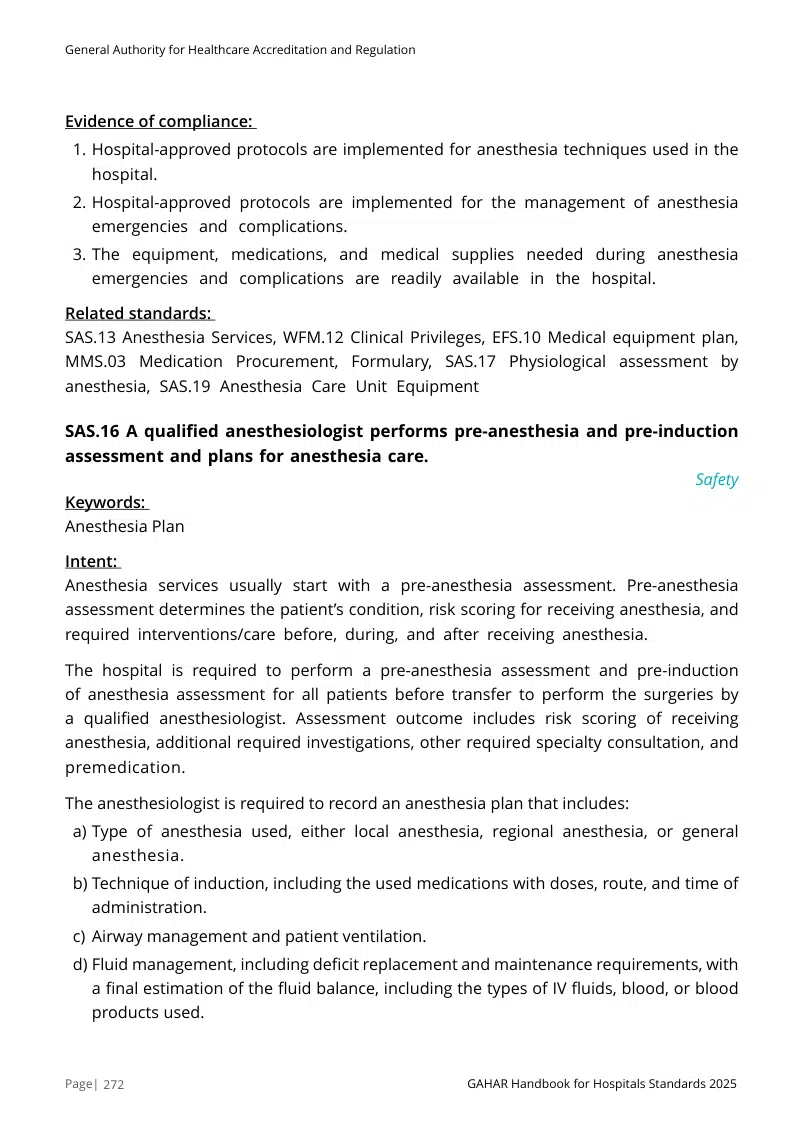 General Authority for Healthcare Accreditation and Regulation
Evidence of compliance:
1. Hospital-approved protocols are implemented for anesthesia techniques used in the
hospital.
2. Hospital-approved protocols are implemented for the management of anesthesia
emergencies and complications.
3. The equipment, medications, and medical supplies needed during anesthesia
emergencies and complications are readily available in the hospital.
Related standards:
SAS.13 Anesthesia Services, WFM.12 Clinical Privileges, EFS.10 Medical equipment plan,
MMS.03 Medication Procurement, Formulary, SAS.17 Physiological assessment by
anesthesia, SAS.19 Anesthesia Care Unit Equipment
SAS.16 A qualified anesthesiologist performs pre-anesthesia and pre-induction
assessment and plans for anesthesia care.
Safety
Keywords:
Anesthesia Plan
Intent:
Anesthesia services usually start with a pre-anesthesia assessment. Pre-anesthesia
assessment determines the patient’s condition, risk scoring for receiving anesthesia, and
required interventions/care before, during, and after receiving anesthesia.
The hospital is required to perform a pre-anesthesia assessment and pre-induction
of anesthesia assessment for all patients before transfer to perform the surgeries by
a qualified anesthesiologist. Assessment outcome includes risk scoring of receiving
anesthesia, additional required investigations, other required specialty consultation, and
premedication.
The anesthesiologist is required to record an anesthesia plan that includes:
a) Type of anesthesia used, either local anesthesia, regional anesthesia, or general
anesthesia.
b) Technique of induction, including the used medications with doses, route, and time of
administration.
c) Airway management and patient ventilation.
d) Fluid management, including deficit replacement and maintenance requirements, with
a final estimation of the fluid balance, including the types of IV fluids, blood, or blood
products used.
Page| 272
GAHAR Handbook for Hospitals Standards 2025